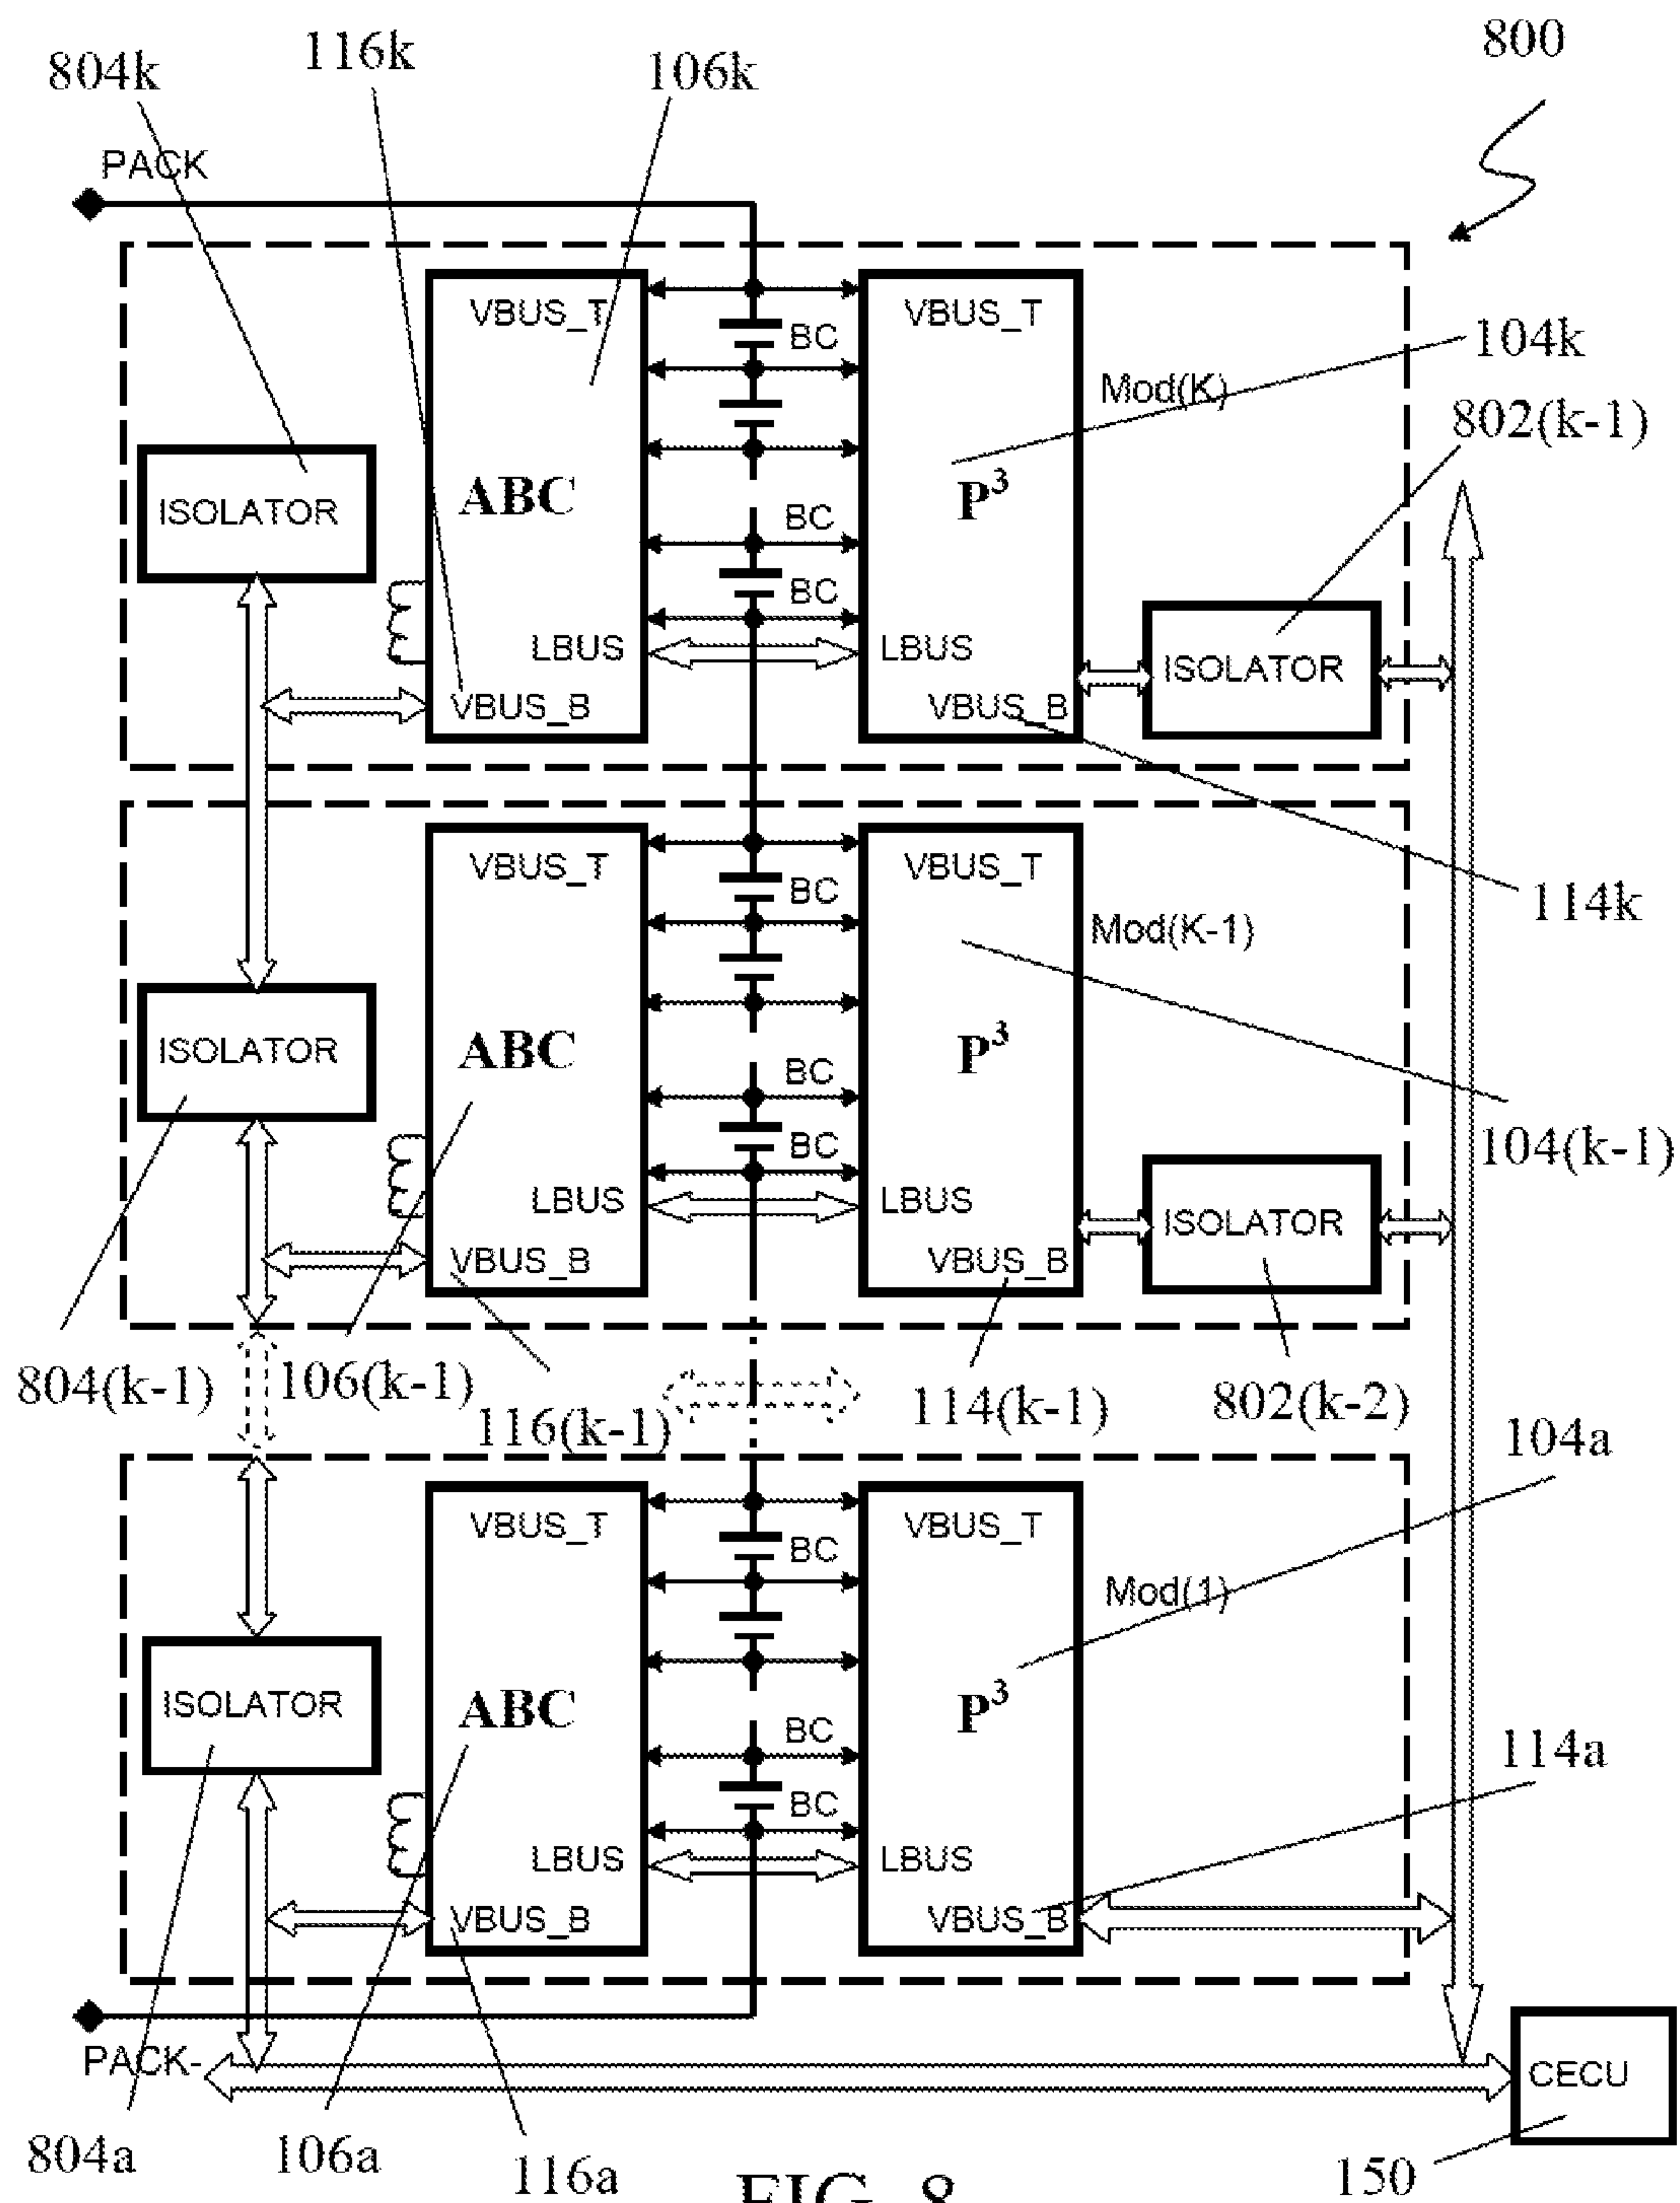 800
116k
804k
106k
PACK
VBUS_T
BC
VBUS_T
104k
Mod(K)
802(k-1)
ISOLATOR
ABC
BC
P³
BC
LBUS
LBUS
ISOLATOR
VBUS_B
VBUS_B
VBUS_T
BC
VBUS_T
114k
Mod(K-1)
ISOLATOR
ABC
P³
BC
BC
104(k-1)
LBUS
LBUS
ISOLATOR
VBUS_B
VBUS_B
804(k-1)
106(k-1)
116(k-1)
114(k-1)
802(k-2)
104a
VBUS_T
BC
VBUS_T
Mod(1)
ISOLATOR
ABC
P³
BC
114a
BC
LBUS
LBUS
VBUS_B
VBUS_B
PACK-
CECU
804a
106a
116a
150
FIG. 8